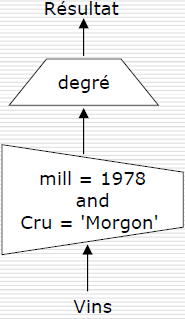 Résultat
degré
mill = 1978
and
Cru = 'Morgon'
Vins